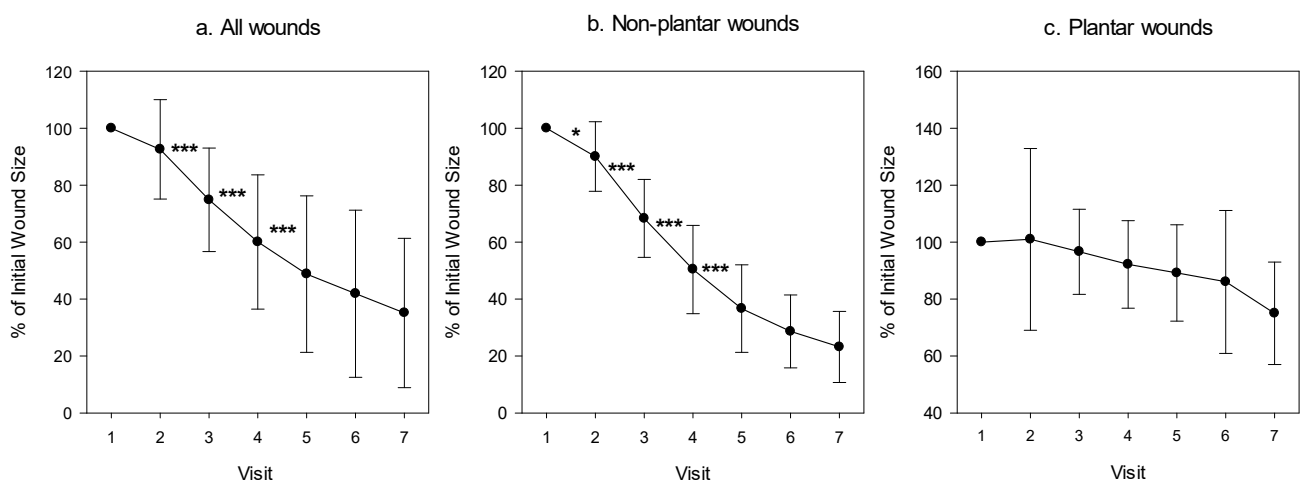 a. All wounds
b. Non-plantar wounds
c. Plantar wounds
% of Initial Wound Size
120
100
80
60
40
20
0
***
***
***
1 2 3 4 5 6 7
Visit
% of Initial Wound Size
120
100
80
60
40
20
0
*
***
***
***
1 2 3 4 5 6 7
Visit
% of Initial Wound Size
160
140
120
100
80
60
40
1 2 3 4 5 6 7
Visit